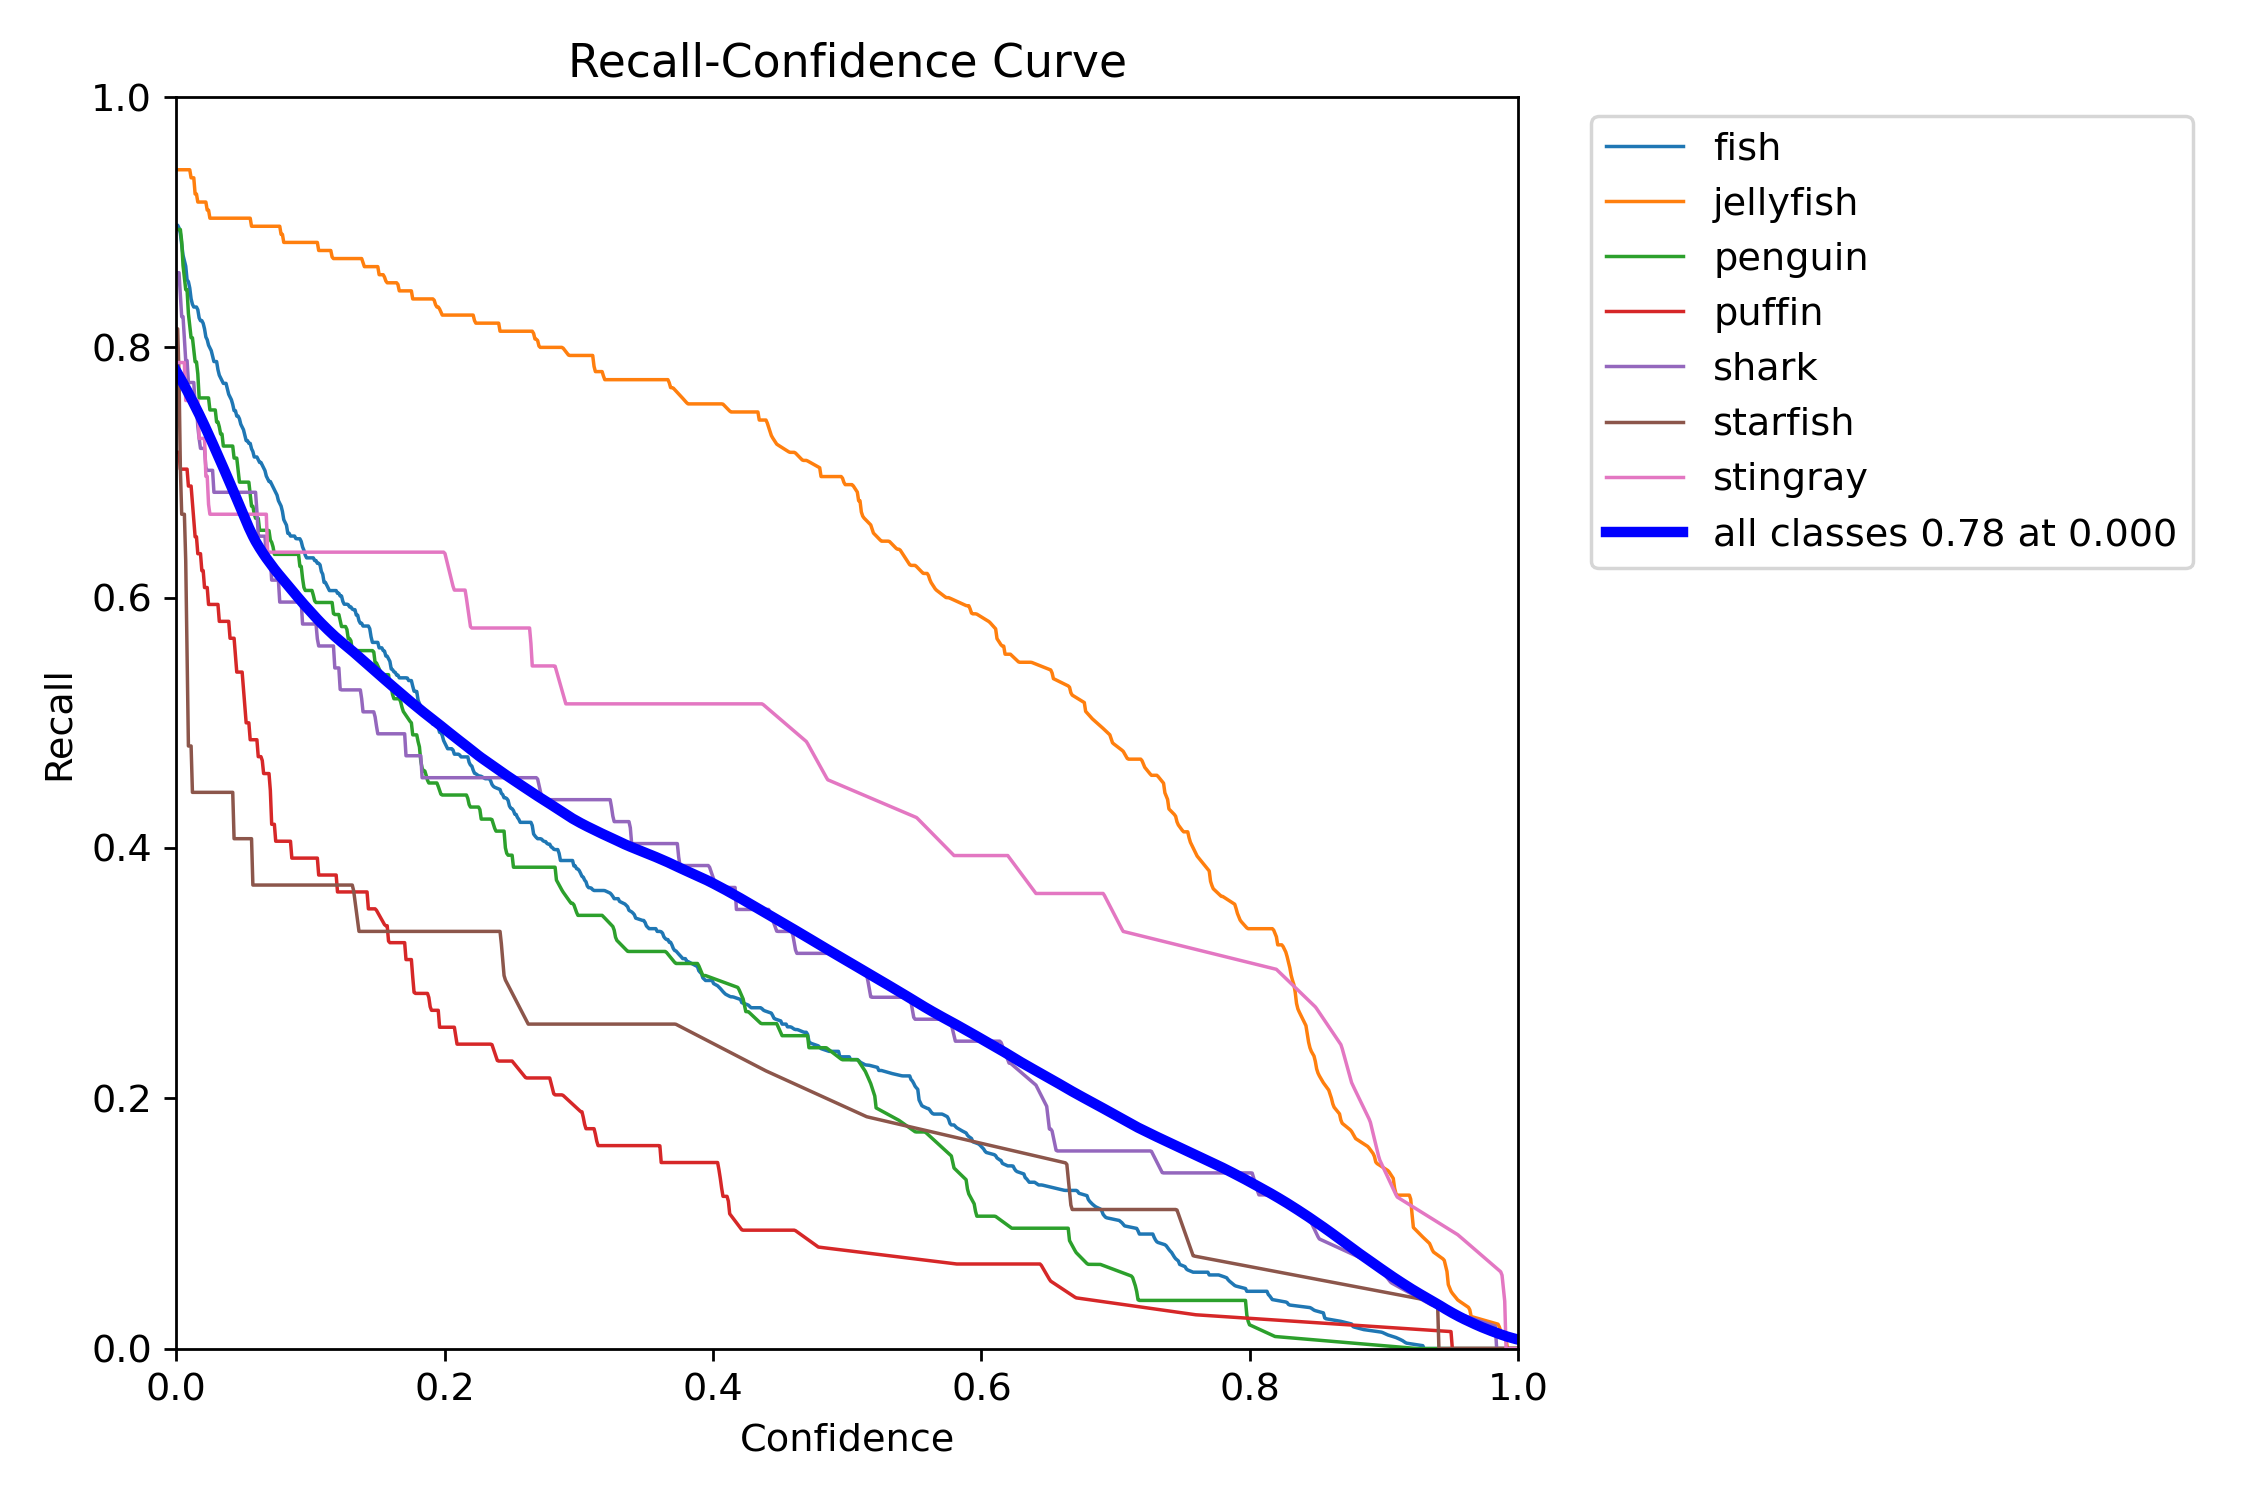 Recall-Confidence Curve
1.0
0.8
0.6
0.4
0.2
0.0
Recall
0.0 0.2 0.4 0.6 0.8 1.0
Confidence
fish
jellyfish
penguin
puffin
shark
starfish
stingray
all classes 0.78 at 0.000